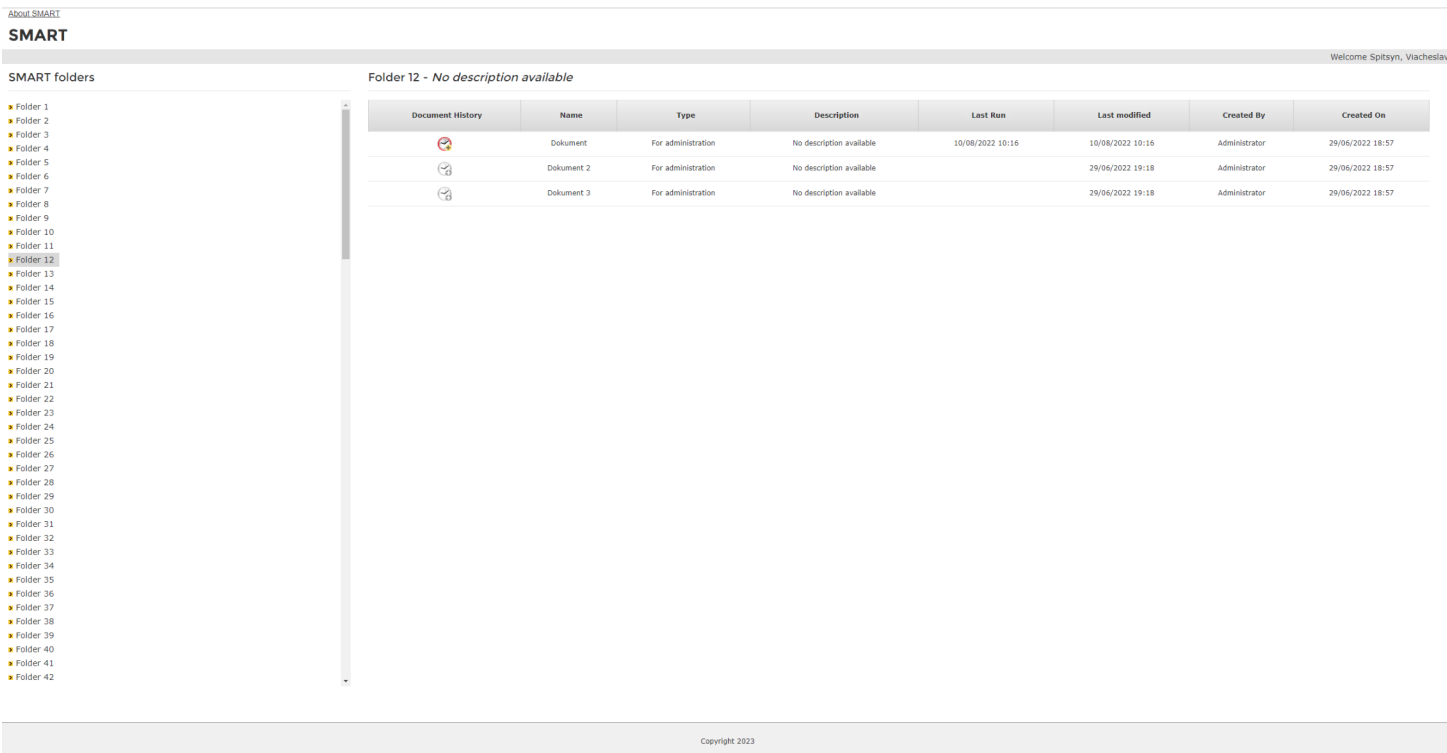 About SMART
SMART
Welcome Spitsyn, Viacheslav
SMART folders
Folder 1
Folder 2
Folder 3
Folder 4
Folder 5
Folder 6
Folder 7
Folder 8
Folder 9
Folder 10
Folder 11
Folder 12
Folder 13
Folder 14
Folder 15
Folder 16
Folder 17
Folder 18
Folder 19
Folder 20
Folder 21
Folder 22
Folder 23
Folder 24
Folder 25
Folder 26
Folder 27
Folder 28
Folder 29
Folder 30
Folder 31
Folder 32
Folder 33
Folder 34
Folder 35
Folder 36
Folder 37
Folder 38
Folder 39
Folder 40
Folder 41
Folder 42
Folder 12 - No description available
Document History Name Type Description Last Run Last modified Created By Created On
Dokument For administration No description available 10/08/2022 10:16 10/08/2022 10:16 Administrator 29/06/2022 18:57
Dokument 2 For administration No description available 29/06/2022 19:18 Administrator 29/06/2022 18:57
Dokument 3 For administration No description available 29/06/2022 19:18 Administrator 29/06/2022 18:57
Copyright 2023